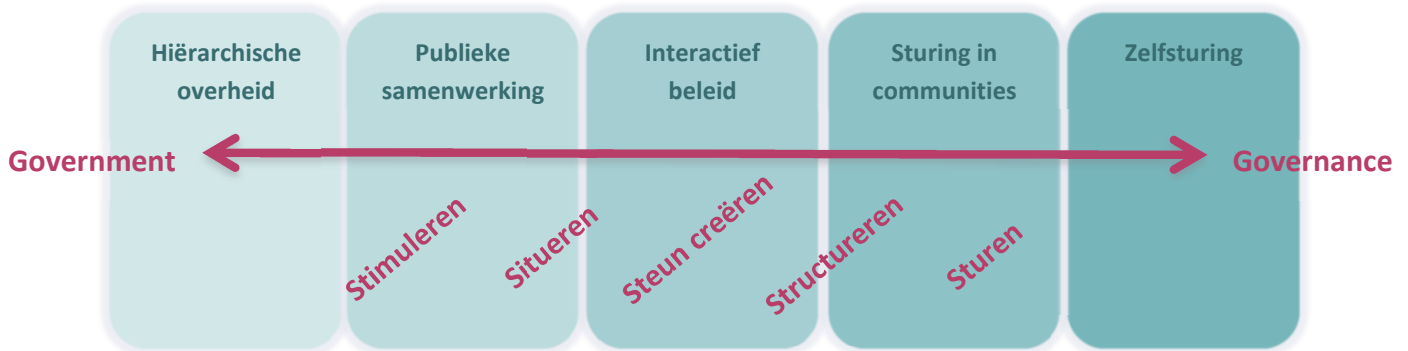 Hiërarchische
overheid
Publieke
samenwerking
Interactief
beleid
Sturing in
communities
Zelfsturing
Government
Governance
Stimuleren
Situeren
Steun creëren
Structureren
Sturen